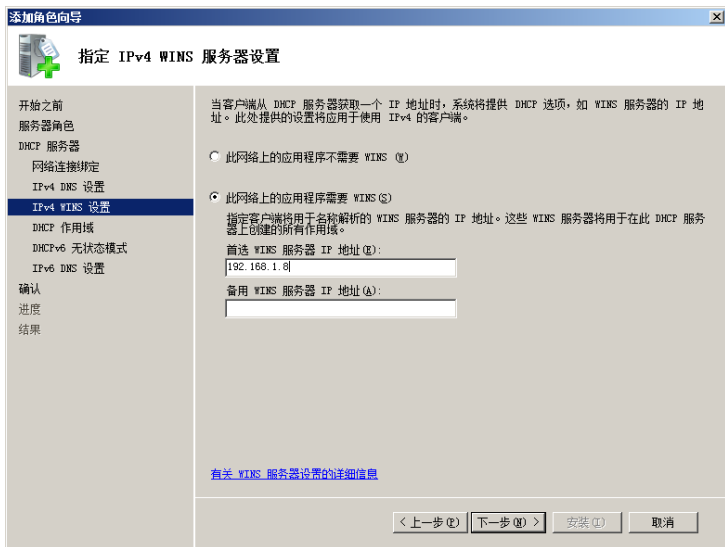 添加角色向导
指定 IPv4 WINS 服务器设置
开始之前
服务器角色
DHCP 服务器
网络连接绑定
IPv4 DNS 设置
IPv4 WINS 设置
DHCP 作用域
DHCPv6 无状态模式
IPv6 DNS 设置
确认
进度
结果
当客户端从 DHCP 服务器获取一个 IP 地址时，系统将提供 DHCP 选项，如 WINS 服务器的 IP 地
址。此处提供的设置将应用于使用 IPv4 的客户端。
此网络上的应用程序不需要 WINS (W)
此网络上的应用程序需要 WINS(S)
指定客户端将用于名称解析的 WINS 服务器的 IP 地址。这些 WINS 服务器将用于在此 DHCP 服务
器上创建的所有作用域。
首选 WINS 服务器 IP 地址(E):
192.168.1.8
备用 WINS 服务器 IP 地址(A):
有关 WINS 服务器设置的详细信息
< 上一步(P) 下一步(N) > 安装(I) 取消